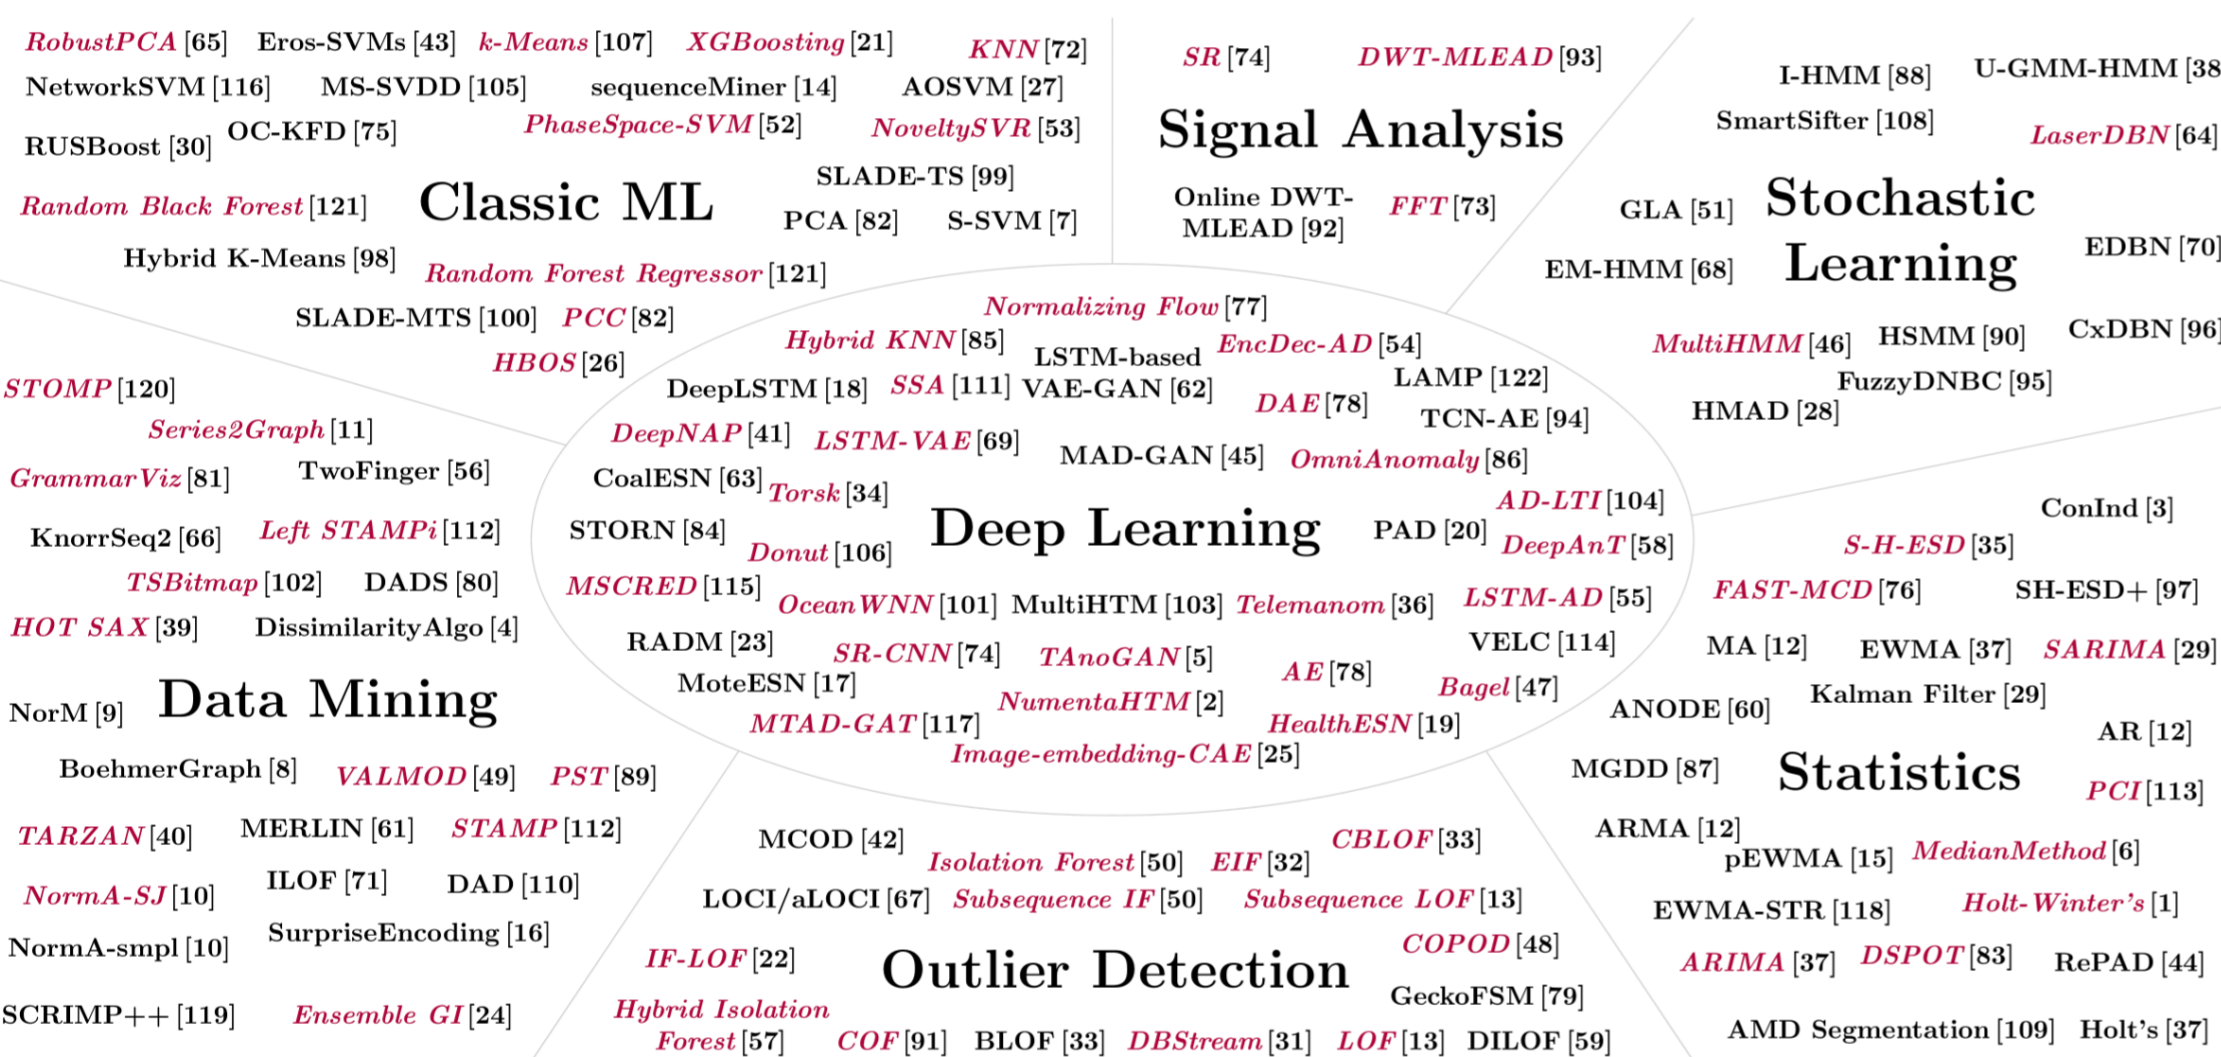 RobustPCA [65] Eros-SVMs [43] k-Means [107] XGBoosting [21] KNN [72]
NetworkSVM [116] MS-SVDD [105] sequenceMiner [14] AOSVM [27]
RUSBoost [30] OC-KFD [75] PhaseSpace-SVM [52] NoveltySVR [53]
SLADE-TS [99]
Random Black Forest [121] Classic ML PCA [82] S-SVM [7]
Hybrid K-Means [98] Random Forest Regressor [121]
SLADE-MTS [100] PCC [82]
HBOS [26]
SR [74] DWT-MLEAD [93]
Signal Analysis
Online DWT-
MLEAD [92] FFT [73]
I-HMM [88] U-GMM-HMM [38
SmartSifter [108] LaserDBN [64]
GLA [51] Stochastic
Learning
EM-HMM [68] EDBN [70]
MultiHMM [46] HSMM [90] CxDBN [96]
FuzzyDNBC [95]
HMAD [28]
Normalizing Flow [77]
Hybrid KNN [85] EncDec-AD [54]
LSTM-based
VAE-GAN [62]
DeepLSTM [18] SSA [111] DAE [78] LAMP [122]
TCN-AE [94]
DeepNAP [41] LSTM-VAE [69] MAD-GAN [45] OmniAnomaly [86]
CoalESN [63] Torsk [34] AD-LTI [104]
STORN [84] Donut [106] Deep Learning PAD [20] DeepAnT [58]
MSCRED [115] OceanWNN [101] MultiHTM [103] Telemanom [36] LSTM-AD [55]
RADM [23] SR-CNN [74] TAnoGAN [5] AE [78] VELC [114]
MoteESN [17] NumentaHTM [2] Bagel [47]
MTAD-GAT [117] HealthESN [19]
Image-embedding-CAE [25]
STOMP [120]
Series2Graph [11]
GrammarViz [81] TwoFinger [56]
KnorrSeq2 [66] Left STAMPi [112]
TSBitmap [102] DADS [80]
HOT SAX [39] DissimilarityAlgo [4]
NorM [9] Data Mining
BoehmerGraph [8] VALMOD [49] PST [89]
TARZAN [40] MERLIN [61] STAMP [112]
NormA-SJ [10] ILOF [71] DAD [110]
NormA-smpl [10] SurpriseEncoding [16]
SCRIMP++ [119] Ensemble GI [24]
MCOD [42] Isolation Forest [50] EIF [32] CBLOF [33]
LOCI/aLOCI [67] Subsequence IF [50] Subsequence LOF [13]
IF-LOF [22] Outlier Detection COPOD [48]
GeckoFSM [79]
Hybrid Isolation
Forest [57] COF [91] BLOF [33] DBStream [31] LOF [13] DILOF [59]
ConInd [3]
S-H-ESD [35]
FAST-MCD [76] SH-ESD+ [97]
MA [12] EWMA [37] SARIMA [29]
ANODE [60] Kalman Filter [29]
AR [12]
MGDD [87] Statistics PCI [113]
ARMA [12]
pEWMA [15] MedianMethod [6]
EWMA-STR [118] Holt-Winter's [1]
ARIMA [37] DSPOT [83] RePAD [44]
AMD Segmentation [109] Holt's [37]